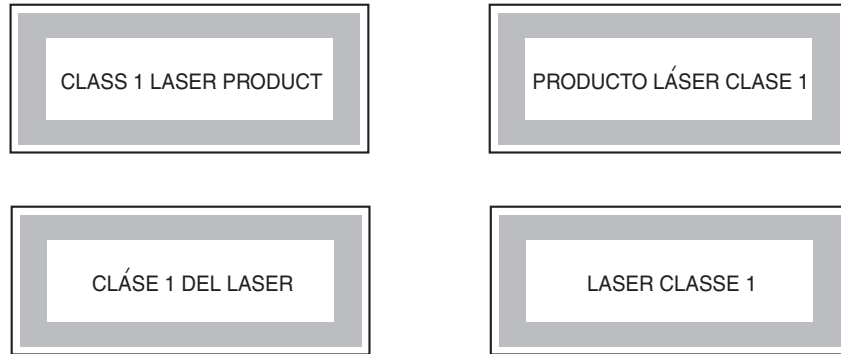 CLASS 1 LASER PRODUCT
PRODUCTO LÁSER CLASE 1
CLÁSE 1 DEL LASER
LASER CLASSE 1